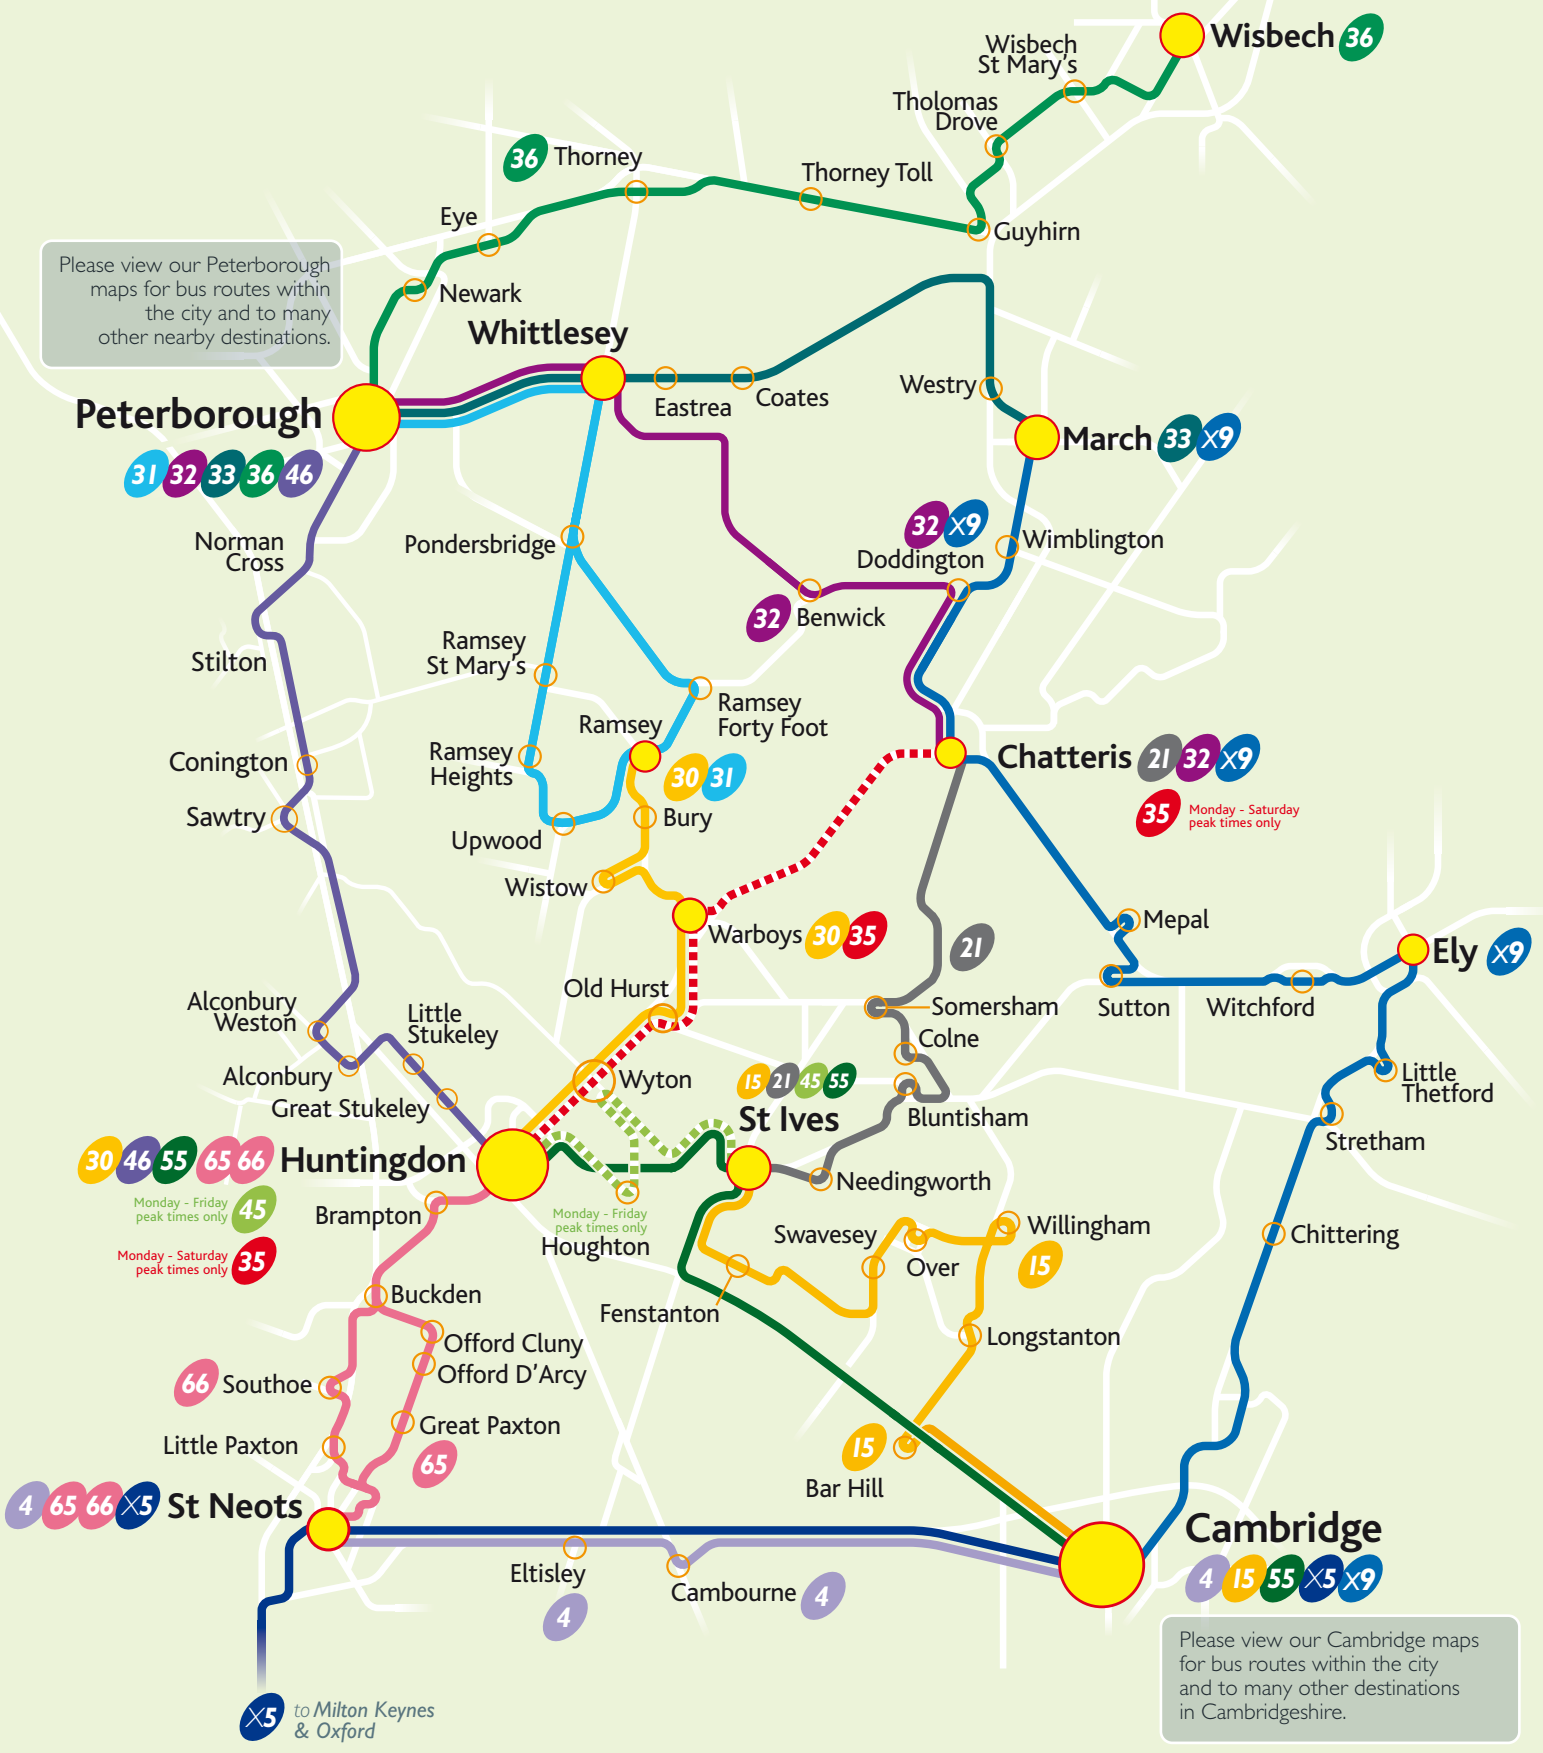 Wisbech 36
Wisbech
St Mary's
Tholomas
Drove
36 Thorney
Thorney Toll
Guyhirn
Eye
Newark
Please view our Peterborough
maps for bus routes within
the city and to many
other nearby destinations.
Whittlesey
Peterborough
31 32 33 36 46
Eastrea
Coates
Westry
March 33 X9
Norman
Cross
Pondersbridge
32 X9
Doddington
Wimblington
32 Benwick
Stilton
Ramsey
St Mary's
Ramsey
Forty Foot
Ramsey
Ramsey
Heights
30 31
Chatteris 21 32 X9
35 Monday - Saturday
peak times only
Conington
Sawtry
Upwood
Bury
Wistow
Warboys 30 35
21
Mepal
Ely X9
Sutton
Witchford
Old Hurst
Somersham
Colne
Alconbury
Weston
Little
Stukeley
Alconbury
Great Stukeley
Wyton
15 21 45 55
St Ives
Bluntisham
Little
Thetford
Stretham
30 46 55 65 66 Huntingdon
Monday - Friday
peak times only 45
Monday - Saturday
peak times only 35
Brampton
Monday - Friday
peak times only
Houghton
Needingworth
Swavesey
Over
Willingham
15
Chittering
Buckden
Fenstanton
Longstanton
Offord Cluny
Offord D'Arcy
66 Southoe
Great Paxton
65
Little Paxton
15
Bar Hill
4 65 66 X5 St Neots
Cambridge
4 15 55 X5 X9
Eltisley
4
Cambourne 4
Please view our Cambridge maps
for bus routes within the city
and to many other destinations
in Cambridgeshire.
X5 to Milton Keynes
& Oxford